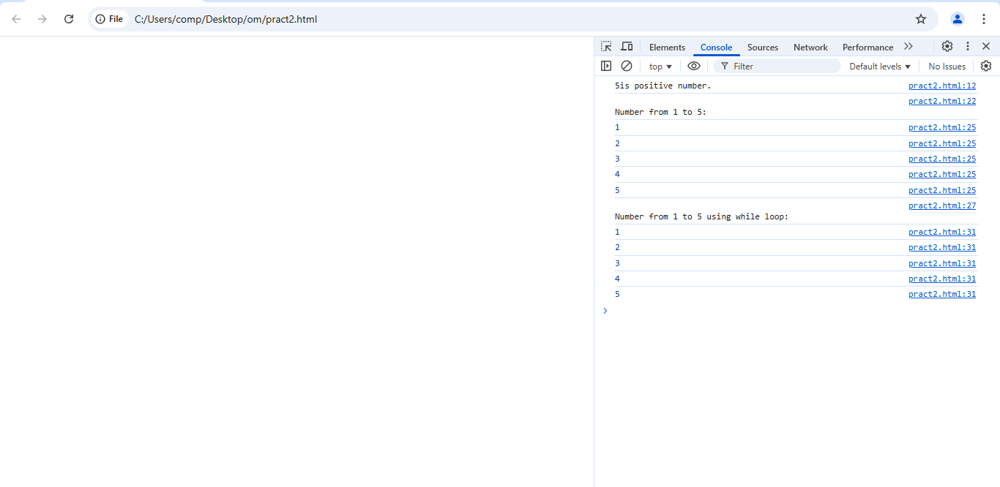 File C:/Users/comp/Desktop/om/pract2.html
Elements Console Sources Network Performance
top Filter Default levels No Issues
5is positive number. pract2.html:12
pract2.html:22
Number from 1 to 5:
1 pract2.html:25
2 pract2.html:25
3 pract2.html:25
4 pract2.html:25
5 pract2.html:25
pract2.html:27
Number from 1 to 5 using while loop:
1 pract2.html:31
2 pract2.html:31
3 pract2.html:31
4 pract2.html:31
5 pract2.html:31